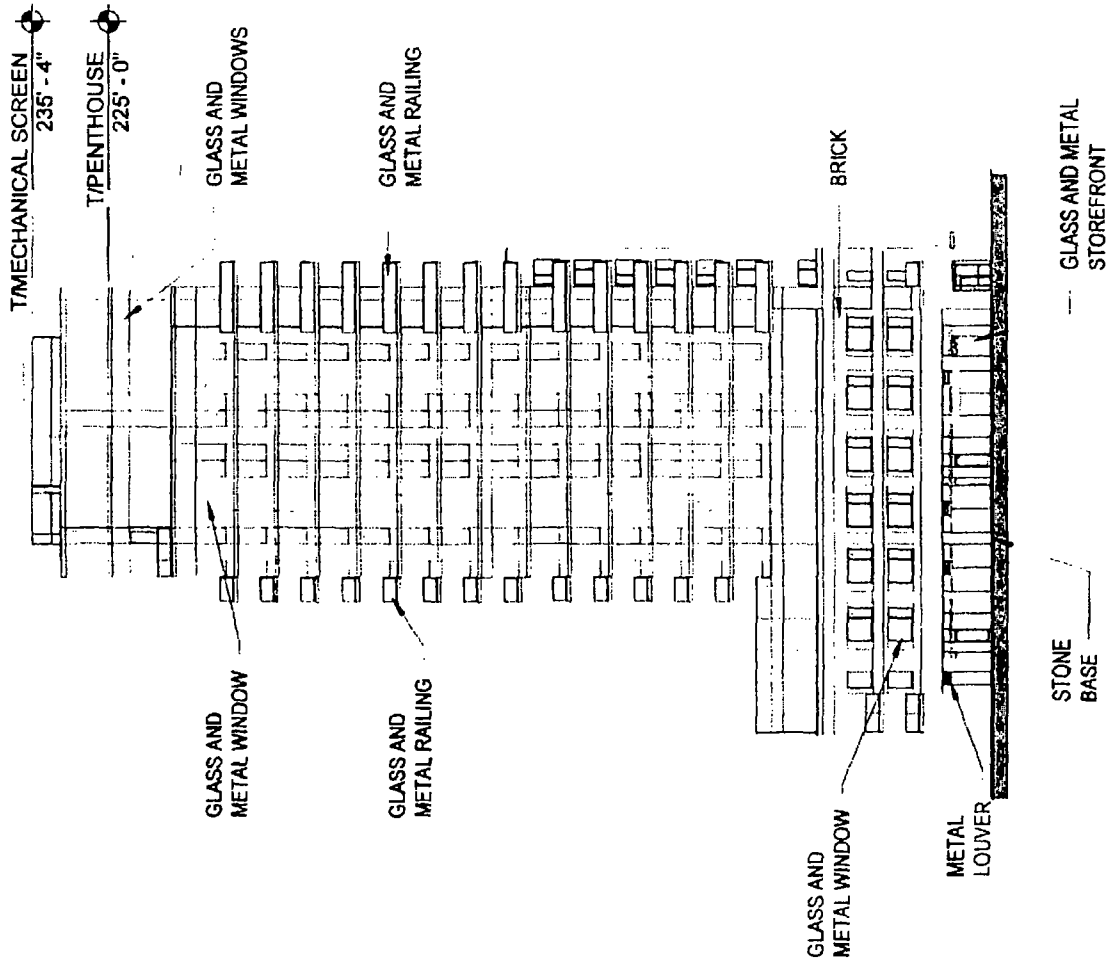 T/MECHANICAL SCREEN
235' - 4"
T/PENTHOUSE
225' - 0"
GLASS AND
METAL WINDOWS
GLASS AND
METAL RAILING
BRICK
GLASS AND METAL
STOREFRONT
GLASS AND
METAL WINDOW
GLASS AND
METAL RAILING
GLASS AND
METAL WINDOW
METAL
LOUVER
STONE
BASE